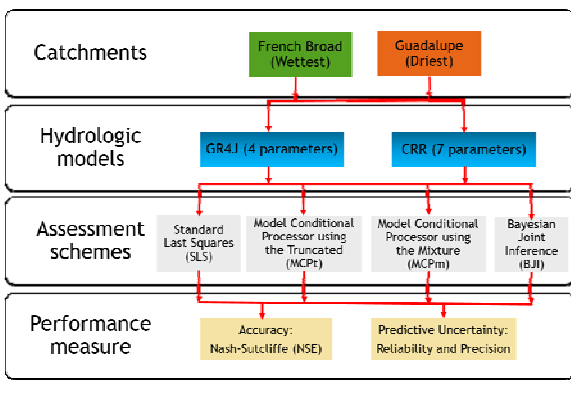 Catchments
French Broad
(Wettest)
Guadalupe
(Driest)
Hydrologic
models
GR4J (4 parameters)
CRR (7 parameters)
Assessment
schemes
Standard
Last Squares
(SLS)
Model Conditional
Processor using
the Truncated
(MCPt)
Model Conditional
Processor using
the Mixture
(MCPm)
Bayesian
Joint
Inference
(BJI)
Performance
measure
Accuracy:
Nash-Sutcliffe (NSE)
Predictive Uncertainty:
Reliability and Precision